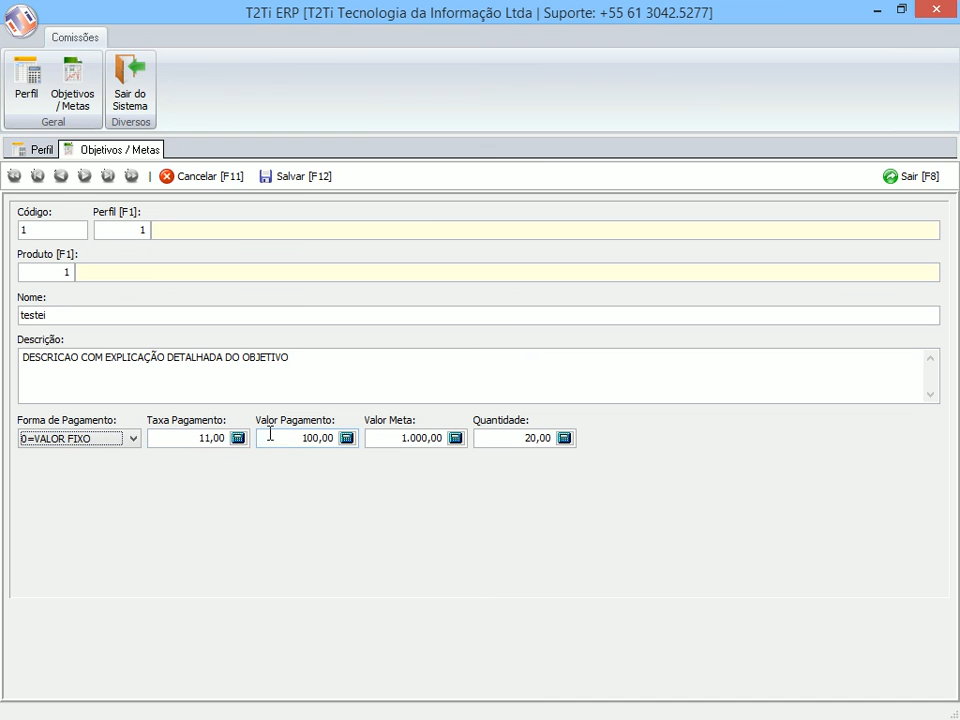 T2Ti ERP [T2Ti Tecnologia da Informação Ltda | Suporte: +55 61 3042.5277]
Comissões
Perfil
Objetivos / Metas
Sair do Sistema
Geral
Diversos
Perfil
Objetivos / Metas
Cancelar [F11]
Salvar [F12]
Sair [F8]
Código:
Perfil [F1]:
1
1
Produto [F1]:
1
Nome:
testei
Descrição:
DESCRICAO COM EXPLICAÇÃO DETALHADA DO OBJETIVO
Forma de Pagamento:
Taxa Pagamento:
Valor Pagamento:
Valor Meta:
Quantidade:
0=VALOR FIXO
11,00
100,00
1.000,00
20,00